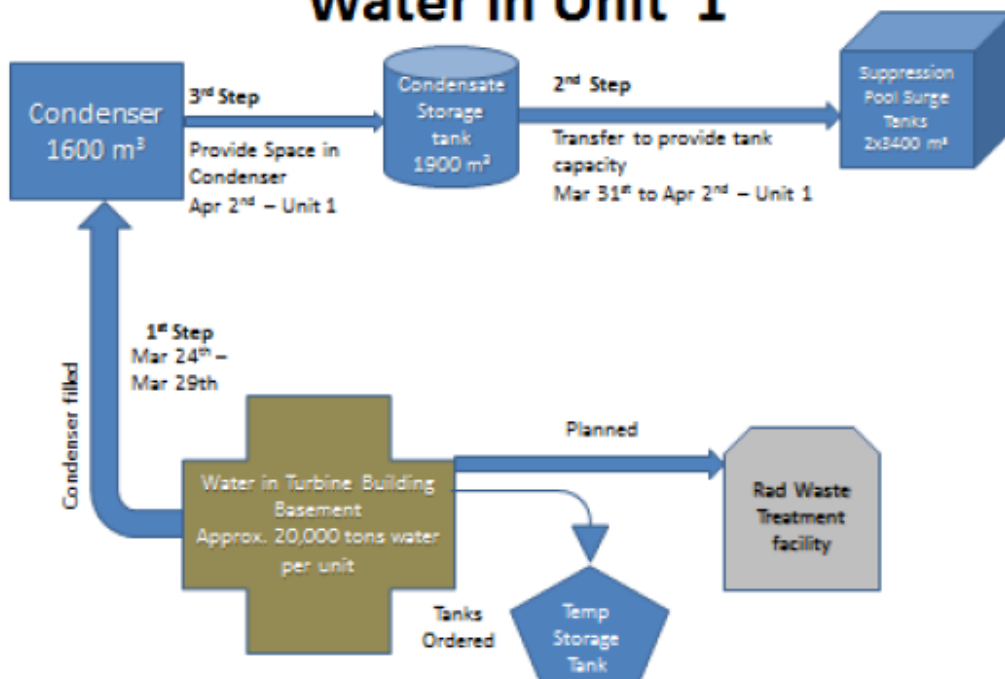 Water in Unit 1
Condenser
1600 m³
3rd Step
Provide Space in
Condenser
Apr 2nd – Unit 1
Condensate
Storage
tank
1900 m³
2nd Step
Transfer to provide tank
capacity
Mar 31st to Apr 2nd – Unit 1
Suppression
Pool Surge
Tanks
2x3400 m³
1st Step
Mar 24th –
Mar 29th
Condenser filled
Water in Turbine Building
Basement
Approx. 20,000 tons water
per unit
Planned
Rad Waste
Treatment
facility
Tanks
Ordered
Temp
Storage
Tank